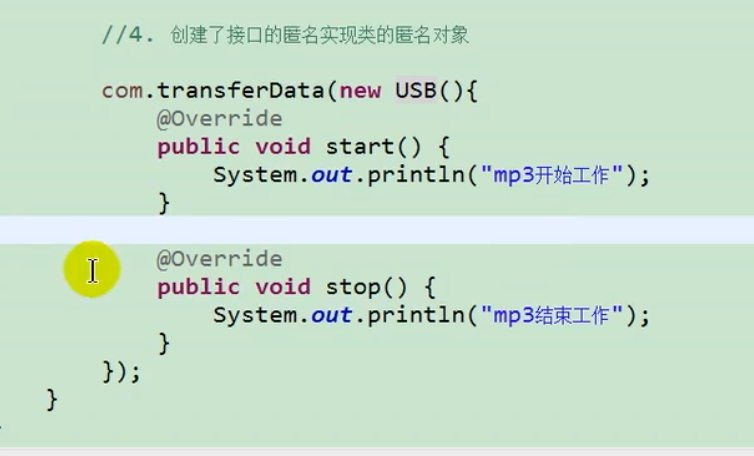 //4. 创建了接口的匿名实现类的匿名对象
com.transferData(new USB(){
@Override
public void start() {
System.out.println("mp3开始工作");
}
@Override
public void stop() {
System.out.println("mp3结束工作");
}
});
}